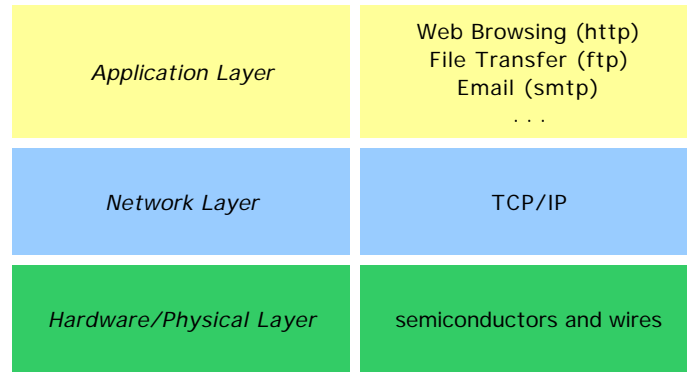 Application Layer
Web Browsing (http)
File Transfer (ftp)
Email (smtp)
. . .
Network Layer
TCP/IP
Hardware/Physical Layer
semiconductors and wires